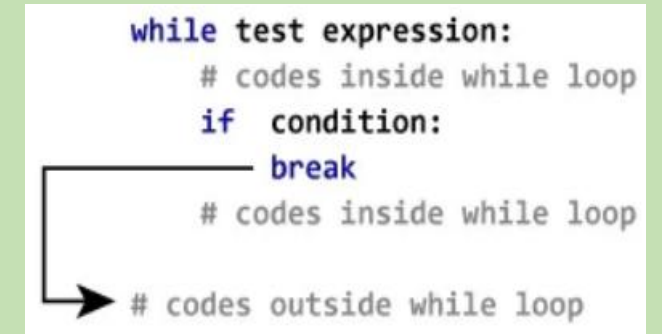 while test expression:
# codes inside while loop
if condition:
break
# codes inside while loop
# codes outside while loop